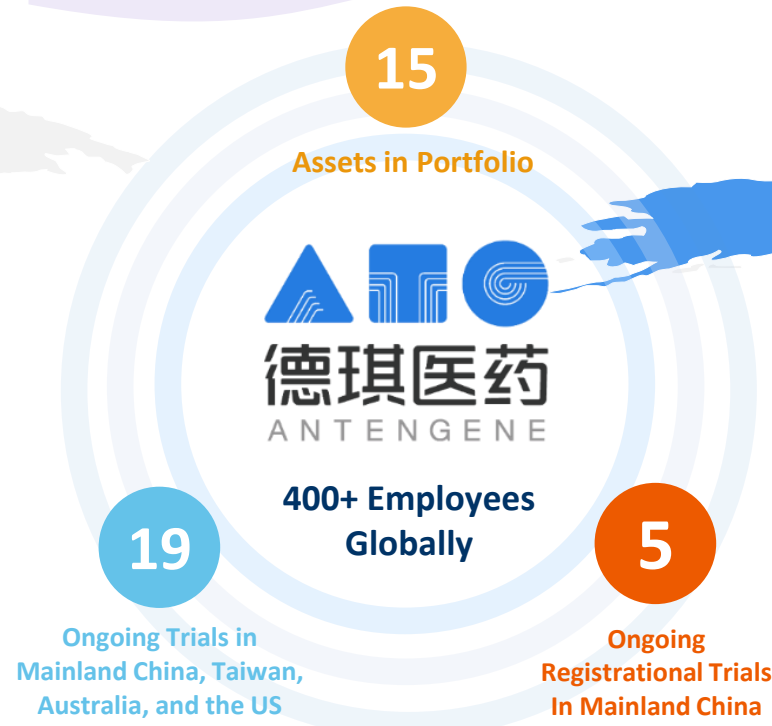 15
Assets in Portfolio
ATG
德琪医药
ANTENGENE
400+ Employees
Globally
19
Ongoing Trials in
Mainland China, Taiwan,
Australia, and the US
5
Ongoing
Registrational Trials
In Mainland China